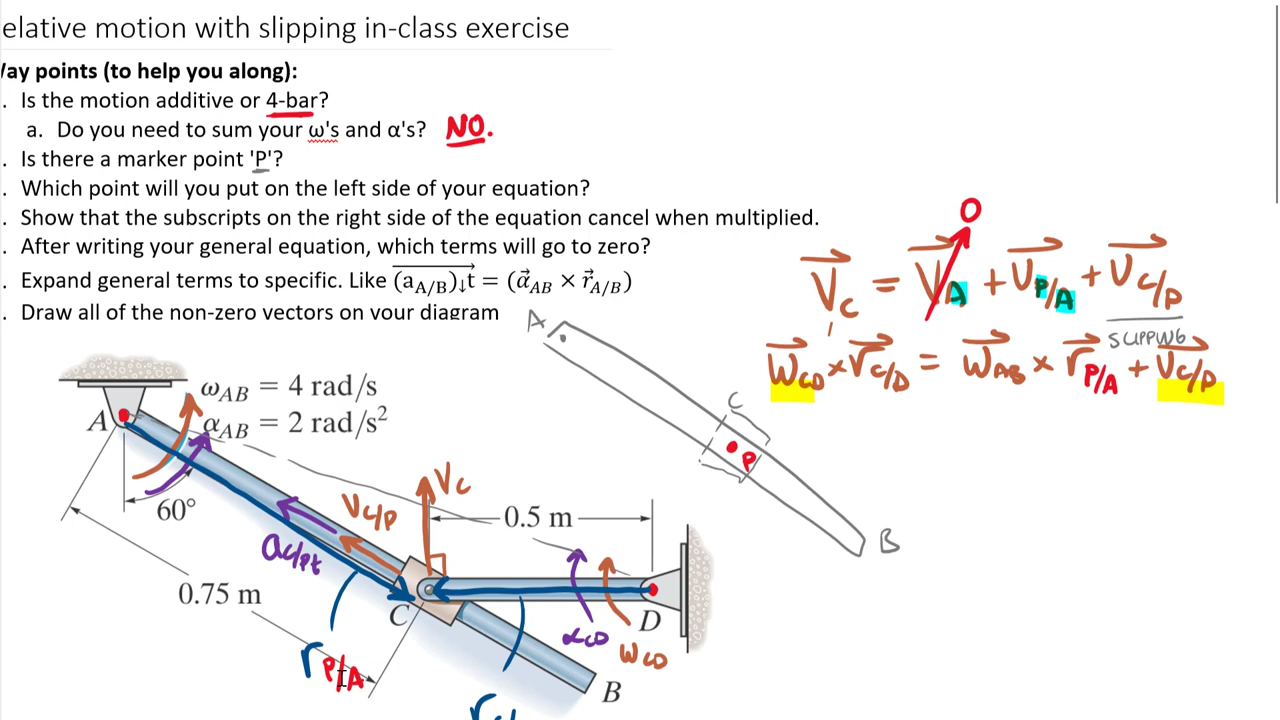 elative motion with slipping in-class exercise
Vay points (to help you along):
. Is the motion additive or 4-bar?
a. Do you need to sum your ω's and α's? NO.
. Is there a marker point 'P'?
. Which point will you put on the left side of your equation?
. Show that the subscripts on the right side of the equation cancel when multiplied.
. After writing your general equation, which terms will go to zero?
. Expand general terms to specific. Like (a_A/B)↓t = (α_AB × r_A/B)
. Draw all of the non-zero vectors on your diagram
O
V_C = V_A + V_P/A + V_C/P
SLIPPING
ω_CD × r_C/D = ω_AB × r_P/A + V_C/P
A
C
P
B
ω_AB = 4 rad/s
α_AB = 2 rad/s²
A
60°
V_C
V_C/P
0.5 m
a_C/Pt
0.75 m
C
D
α_CD
ω_CD
r_P/A
B